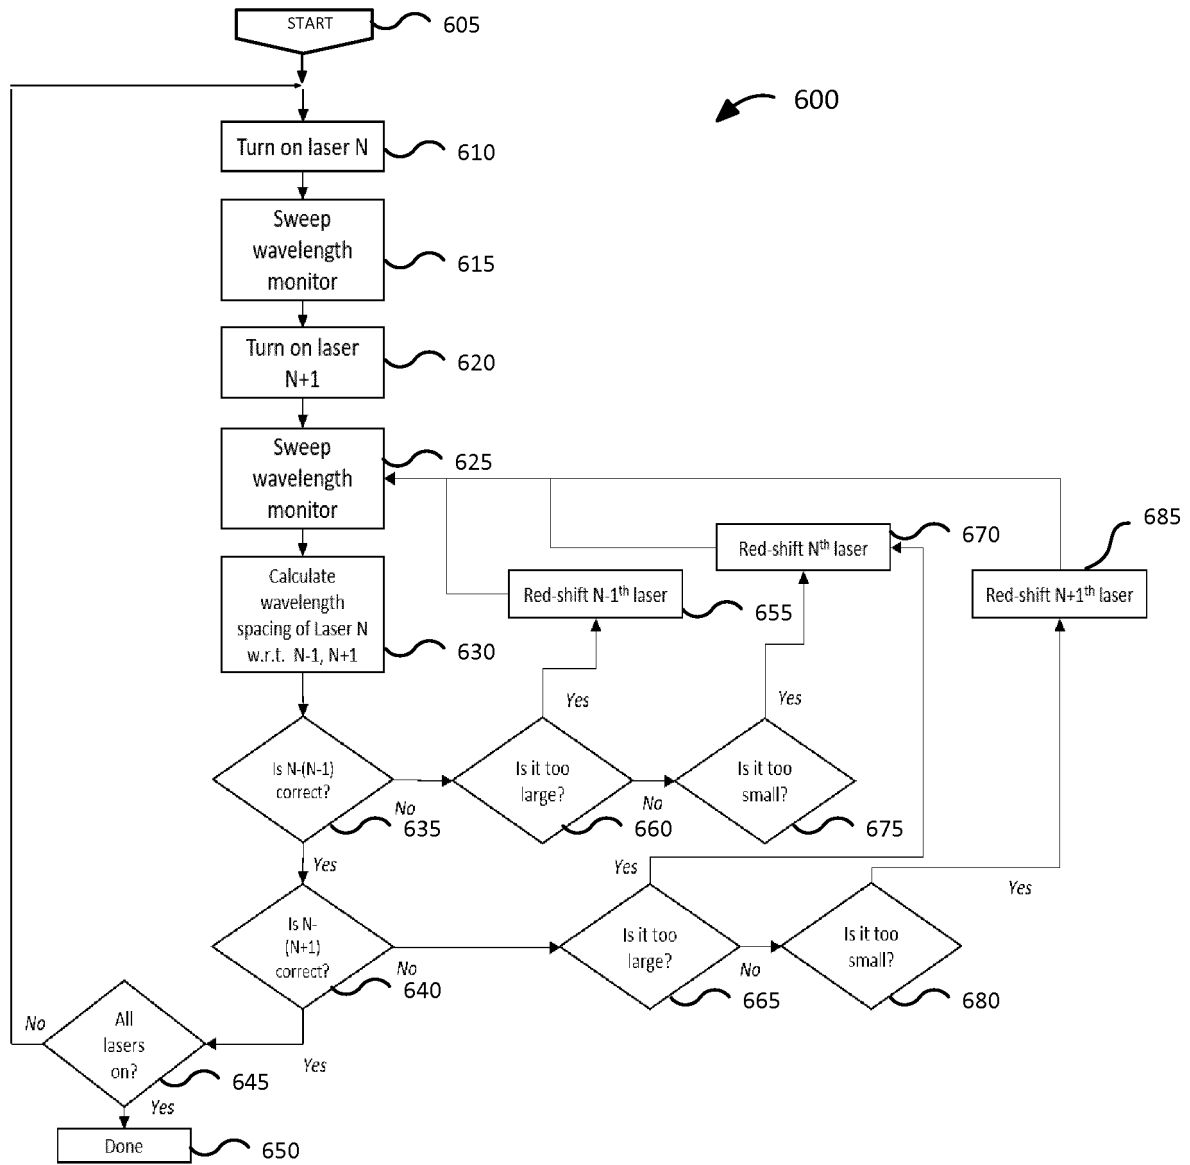 START
605
600
Turn on laser N
610
Sweep
wavelength
monitor
615
Turn on laser
N+1
620
Sweep
wavelength
monitor
625
Calculate
wavelength
spacing of Laser N
w.r.t. N-1, N+1
630
Red-shift N-1th laser
655
Red-shift Nth laser
670
Red-shift N+1th laser
685
Is N-(N-1)
correct?
635
No
Yes
Is it too
large?
660
Yes
No
Is it too
small?
675
Yes
Is N-
(N+1)
correct?
640
No
Yes
Is it too
large?
665
Yes
No
Is it too
small?
680
Yes
All
lasers
on?
645
No
Yes
Done
650